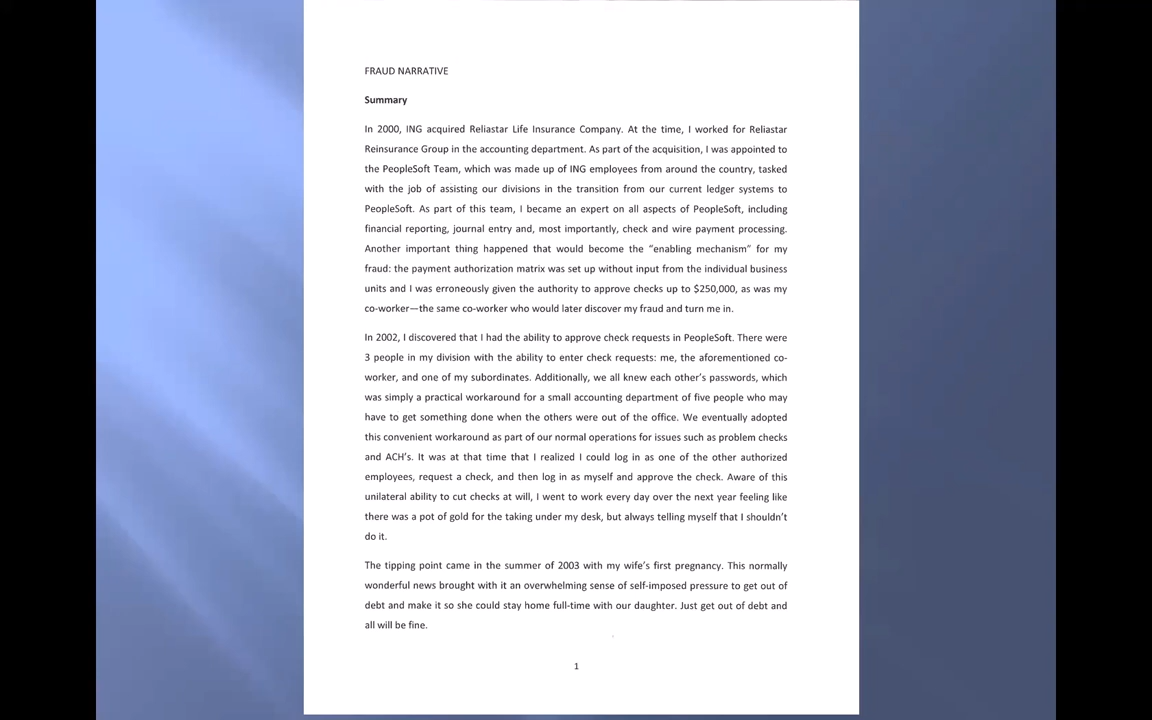 FRAUD NARRATIVE
Summary
In 2000, ING acquired Reliastar Life Insurance Company. At the time, I worked for Reliastar
Reinsurance Group in the accounting department. As part of the acquisition, I was appointed to
the PeopleSoft Team, which was made up of ING employees from around the country, tasked
with the job of assisting our divisions in the transition from our current ledger systems to
PeopleSoft. As part of this team, I became an expert on all aspects of PeopleSoft, including
financial reporting, journal entry and, most importantly, check and wire payment processing.
Another important thing happened that would become the “enabling mechanism” for my
fraud: the payment authorization matrix was set up without input from the individual business
units and I was erroneously given the authority to approve checks up to $250,000, as was my
co-worker—the same co-worker who would later discover my fraud and turn me in.
In 2002, I discovered that I had the ability to approve check requests in PeopleSoft. There were
3 people in my division with the ability to enter check requests: me, the aforementioned co-
worker, and one of my subordinates. Additionally, we all knew each other’s passwords, which
was simply a practical workaround for a small accounting department of five people who may
have to get something done when the others were out of the office. We eventually adopted
this convenient workaround as part of our normal operations for issues such as problem checks
and ACH’s. It was at that time that I realized I could log in as one of the other authorized
employees, request a check, and then log in as myself and approve the check. Aware of this
unilateral ability to cut checks at will, I went to work every day over the next year feeling like
there was a pot of gold for the taking under my desk, but always telling myself that I shouldn’t
do it.
The tipping point came in the summer of 2003 with my wife’s first pregnancy. This normally
wonderful news brought with it an overwhelming sense of self-imposed pressure to get out of
debt and make it so she could stay home full-time with our daughter. Just get out of debt and
all will be fine.
1